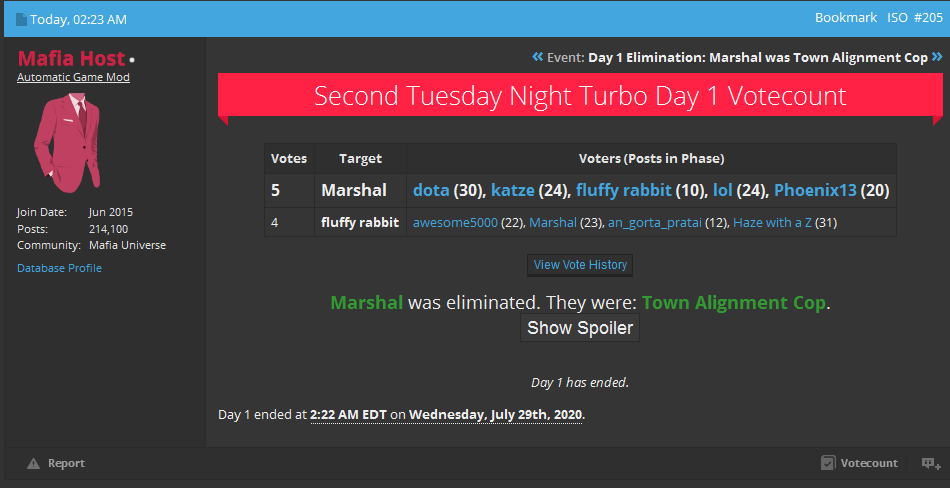 Today, 02:23 AM
Bookmark ISO #205
Mafia Host
Automatic Game Mod
Join Date: Jun 2015
Posts: 214,100
Community: Mafia Universe
Database Profile
Event: Day 1 Elimination: Marshal was Town Alignment Cop
Second Tuesday Night Turbo Day 1 Votecount
Votes Target Voters (Posts in Phase)
5 Marshal dota (30), katze (24), fluffy rabbit (10), lol (24), Phoenix13 (20)
4 fluffy rabbit awesome5000 (22), Marshal (23), an_gorta_pratai (12), Haze with a Z (31)
View Vote History
Marshal was eliminated. They were: Town Alignment Cop.
Show Spoiler
Day 1 has ended.
Day 1 ended at 2:22 AM EDT on Wednesday, July 29th, 2020.
Report
Votecount